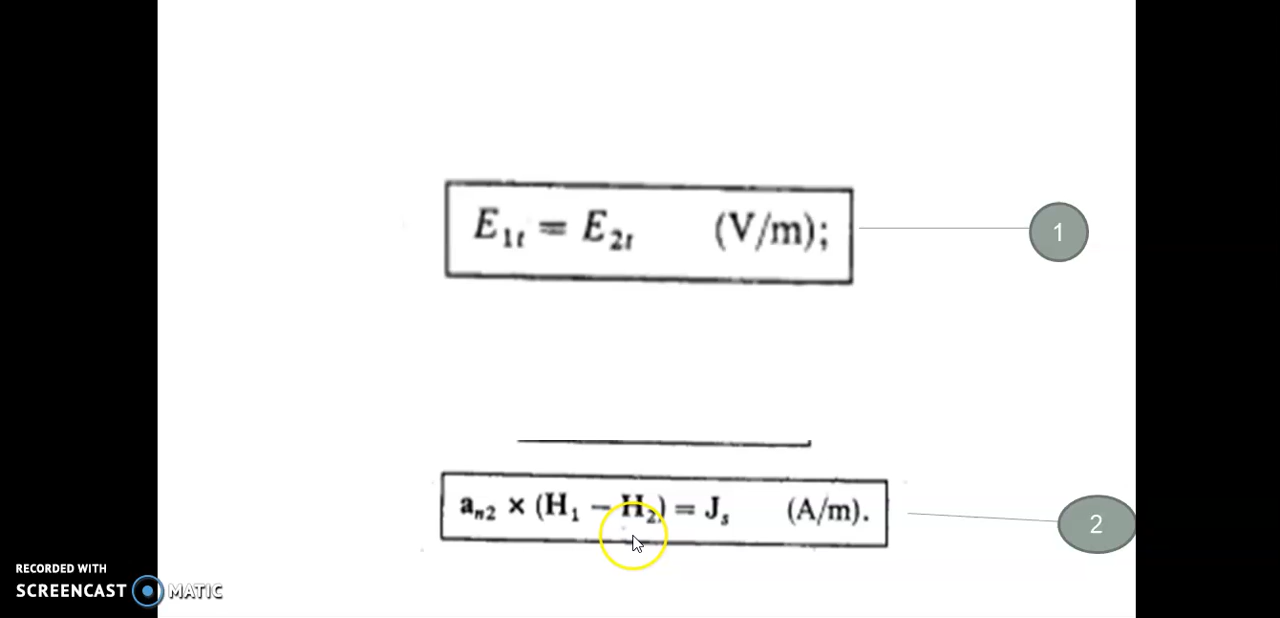 E₁ₜ = E₂ₜ (V/m);
1
aₙ₂ × (H₁ − H₂) = Jₛ (A/m).
2
RECORDED WITH
SCREENCAST MATIC